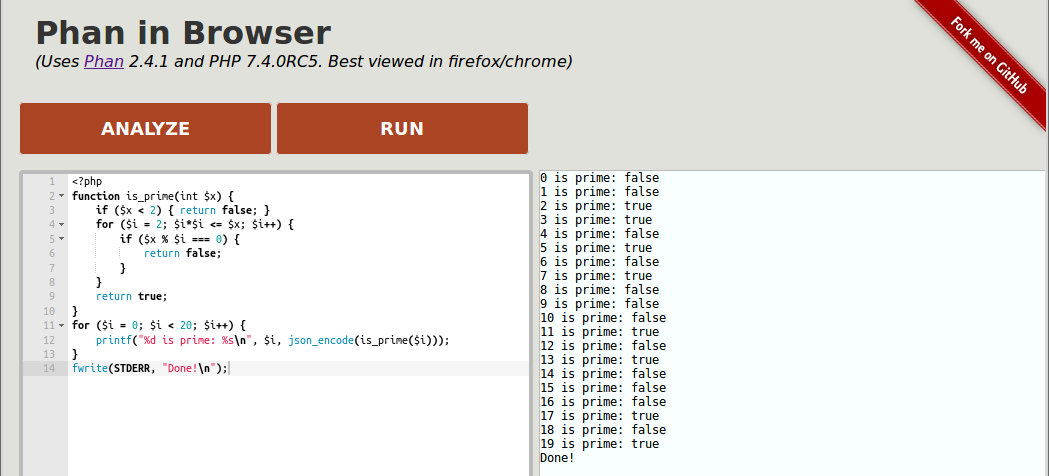 Phan in Browser
(Uses Phan 2.4.1 and PHP 7.4.0RC5. Best viewed in firefox/chrome)
Fork me on GitHub
ANALYZE
RUN
1 <?php
2 function is_prime(int $x) {
3     if ($x < 2) { return false; }
4     for ($i = 2; $i*$i <= $x; $i++) {
5         if ($x % $i === 0) {
6             return false;
7         }
8     }
9     return true;
10 }
11 for ($i = 0; $i < 20; $i++) {
12     printf("%d is prime: %s\n", $i, json_encode(is_prime($i)));
13 }
14 fwrite(STDERR, "Done!\n");
0 is prime: false
1 is prime: false
2 is prime: true
3 is prime: true
4 is prime: false
5 is prime: true
6 is prime: false
7 is prime: true
8 is prime: false
9 is prime: false
10 is prime: false
11 is prime: true
12 is prime: false
13 is prime: true
14 is prime: false
15 is prime: false
16 is prime: false
17 is prime: true
18 is prime: false
19 is prime: true
Done!